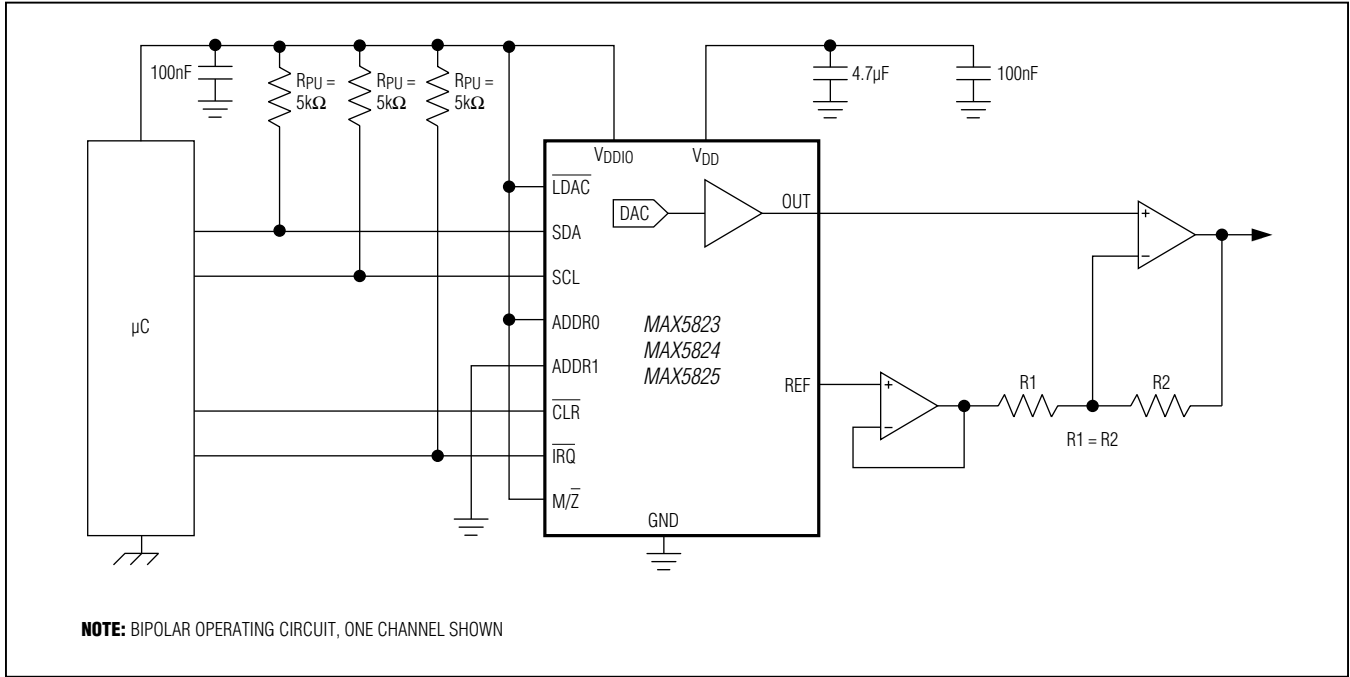 100nF
RPU =
5kΩ
RPU =
5kΩ
RPU =
5kΩ
4.7µF
100nF
µC
VDDIO
VDD
LDAC
SDA
SCL
ADDR0
ADDR1
CLR
IRQ
M/Z
DAC
OUT
MAX5823
MAX5824
MAX5825
REF
GND
+
−
+
−
R1
R2
R1 = R2
NOTE: BIPOLAR OPERATING CIRCUIT, ONE CHANNEL SHOWN